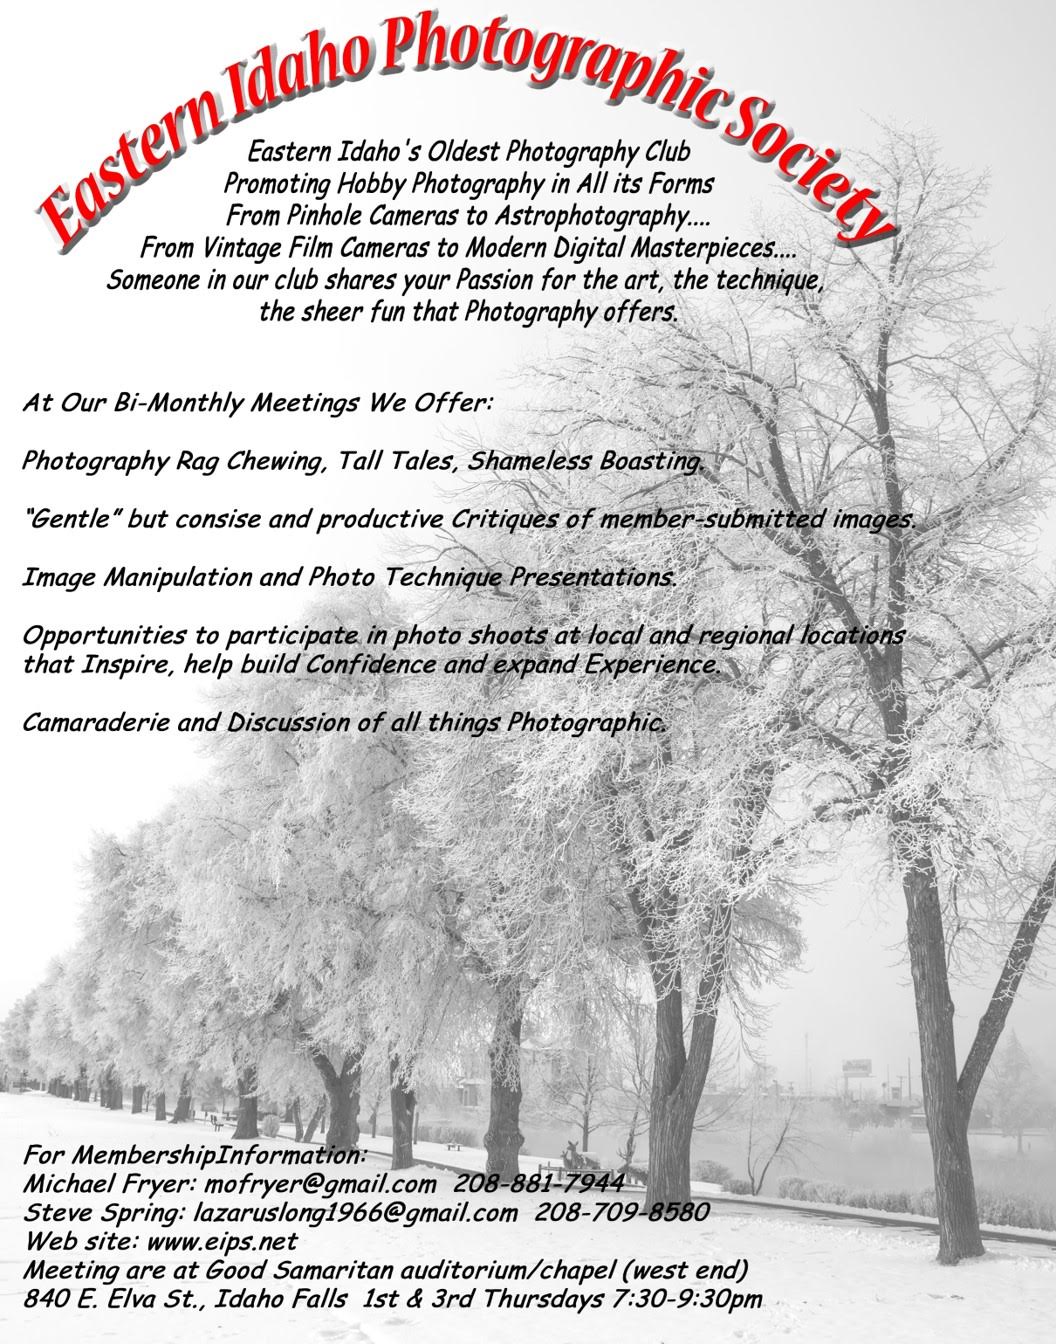 Eastern Idaho Photographic Society
Eastern Idaho's Oldest Photography Club
Promoting Hobby Photography in All its Forms
From Pinhole Cameras to Astrophotography....
From Vintage Film Cameras to Modern Digital Masterpieces....
Someone in our club shares your Passion for the art, the technique,
the sheer fun that Photography offers.
At Our Bi-Monthly Meetings We Offer:
Photography Rag Chewing, Tall Tales, Shameless Boasting.
"Gentle” but consise and productive Critiques of member-submitted images.
Image Manipulation and Photo Technique Presentations.
Opportunities to participate in photo shoots at local and regional locations
that Inspire, help build Confidence and expand Experience.
Camaraderie and Discussion of all things Photographic.
For MembershipInformation:
Michael Fryer: mofryer@gmail.com 208-881-7944
Steve Spring: lazaruslong1966@gmail.com 208-709-8580
Web site: www.eips.net
Meeting are at Good Samaritan auditorium/chapel (west end)
840 E. Elva St., Idaho Falls 1st & 3rd Thursdays 7:30-9:30pm